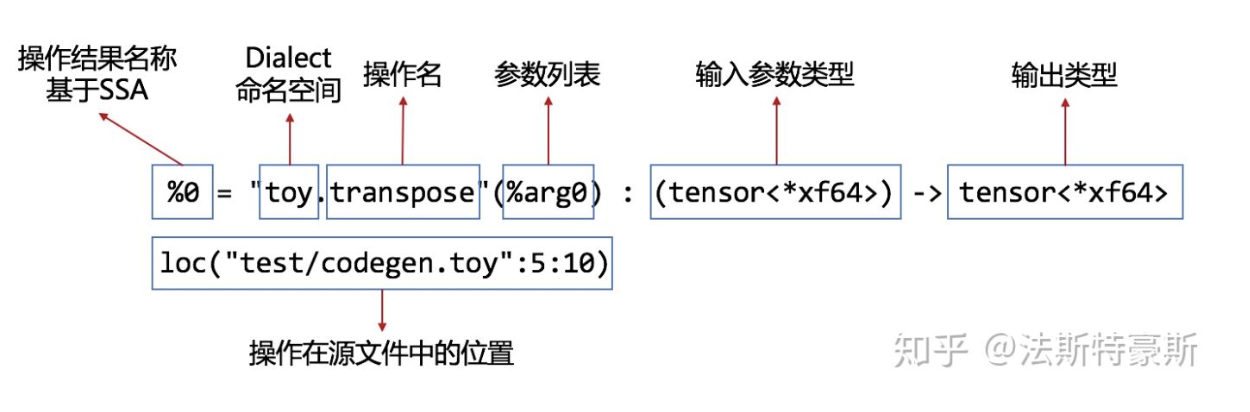 操作结果名称
基于SSA
Dialect
命名空间
操作名
参数列表
输入参数类型
输出类型
%0 = "toy.transpose"(%arg0) : (tensor<*xf64>) -> tensor<*xf64>
loc("test/codegen.toy":5:10)
操作在源文件中的位置
知乎 @法斯特豪斯